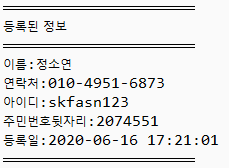 등록된 정보
이름:정소연
연락처:010-4951-6873
아이디:skfasn123
주민번호뒷자리:2074551
등록일:2020-06-16 17:21:01